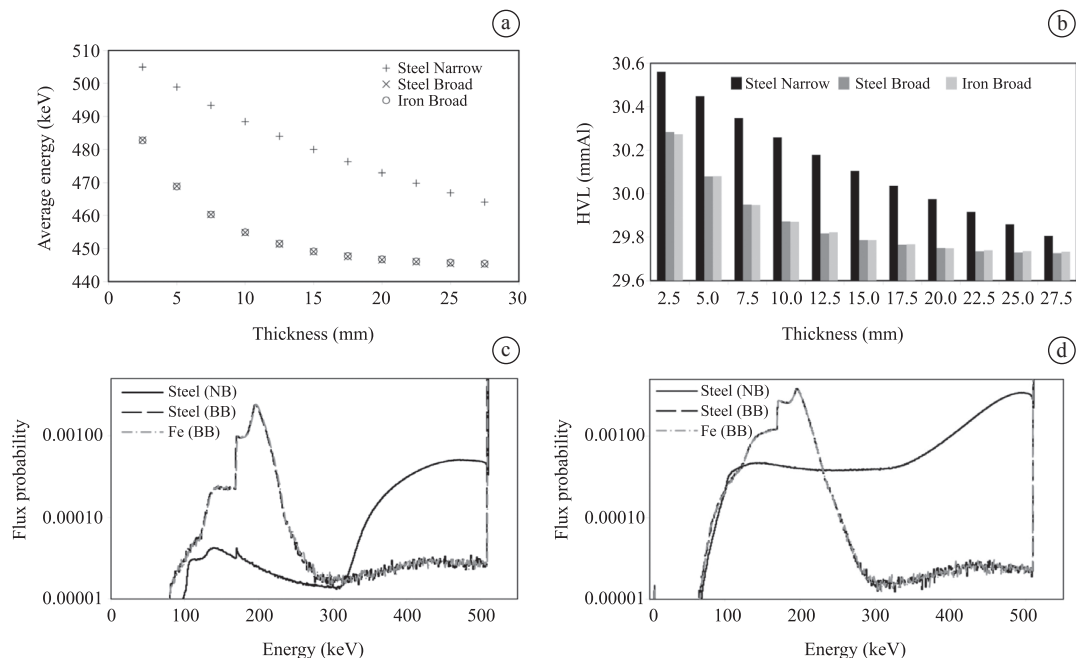 a
510
500
490
480
470
460
450
440
0
5
10
15
20
25
30
Average energy (keV)
Thickness (mm)
Steel Narrow
Steel Broad
Iron Broad
b
30.6
30.4
30.2
30.0
29.8
29.6
HVL (mmAl)
Steel Narrow
Steel Broad
Iron Broad
2.5
5.0
7.5
10.0
12.5
15.0
17.5
20.0
22.5
25.0
27.5
Thickness (mm)
c
Steel (NB)
Steel (BB)
Fe (BB)
0.00100
0.00010
0.00001
Flux probability
0
100
200
300
400
500
Energy (keV)
d
Steel (NB)
Steel (BB)
Fe (BB)
0.00100
0.00010
0.00001
Flux probability
0
100
200
300
400
500
Energy (keV)